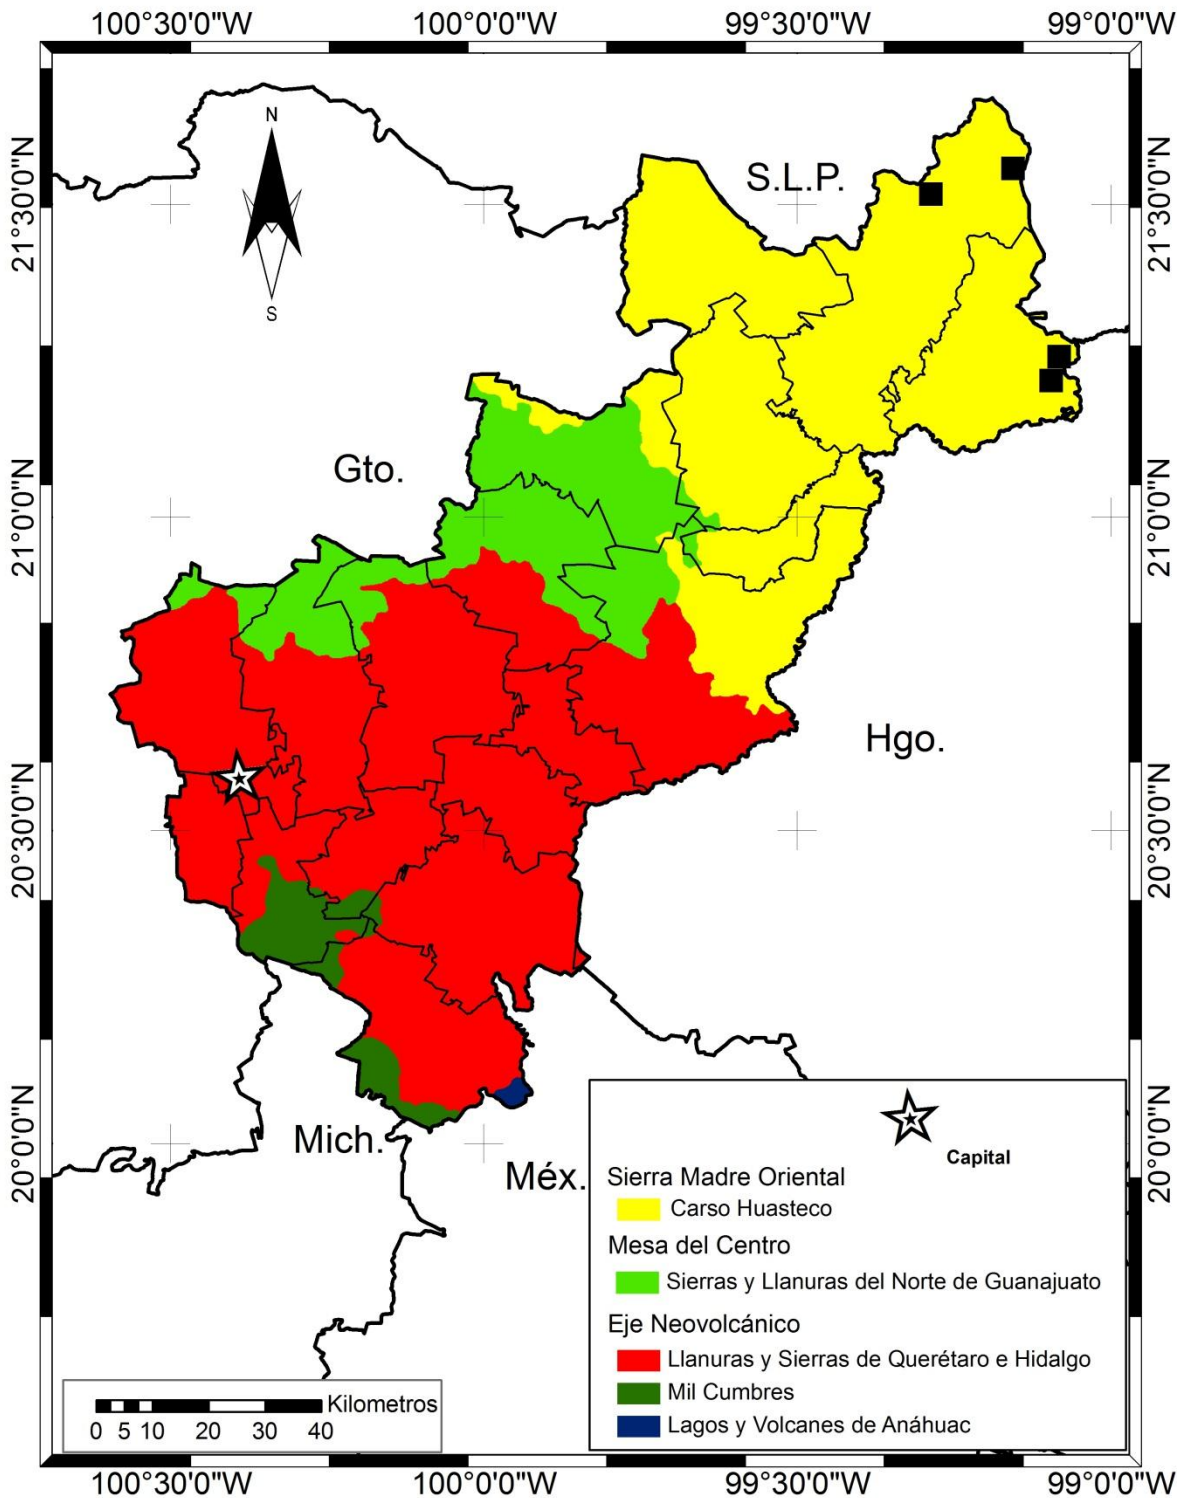 100°30'0"W 100°0'0"W 99°30'0"W 99°0'0"W
N
S
S.L.P.
21°30'0"N
21°30'0"N
Gto.
21°0'0"N
21°0'0"N
Hgo.
20°30'0"N
20°30'0"N
Mich.
Méx.
20°0'0"N
20°0'0"N
Capital
Sierra Madre Oriental
Carso Huasteco
Mesa del Centro
Sierras y Llanuras del Norte de Guanajuato
Eje Neovolcánico
Llanuras y Sierras de Querétaro e Hidalgo
Mil Cumbres
Lagos y Volcanes de Anáhuac
Kilometros
0 5 10 20 30 40
100°30'0"W 100°0'0"W 99°30'0"W 99°0'0"W